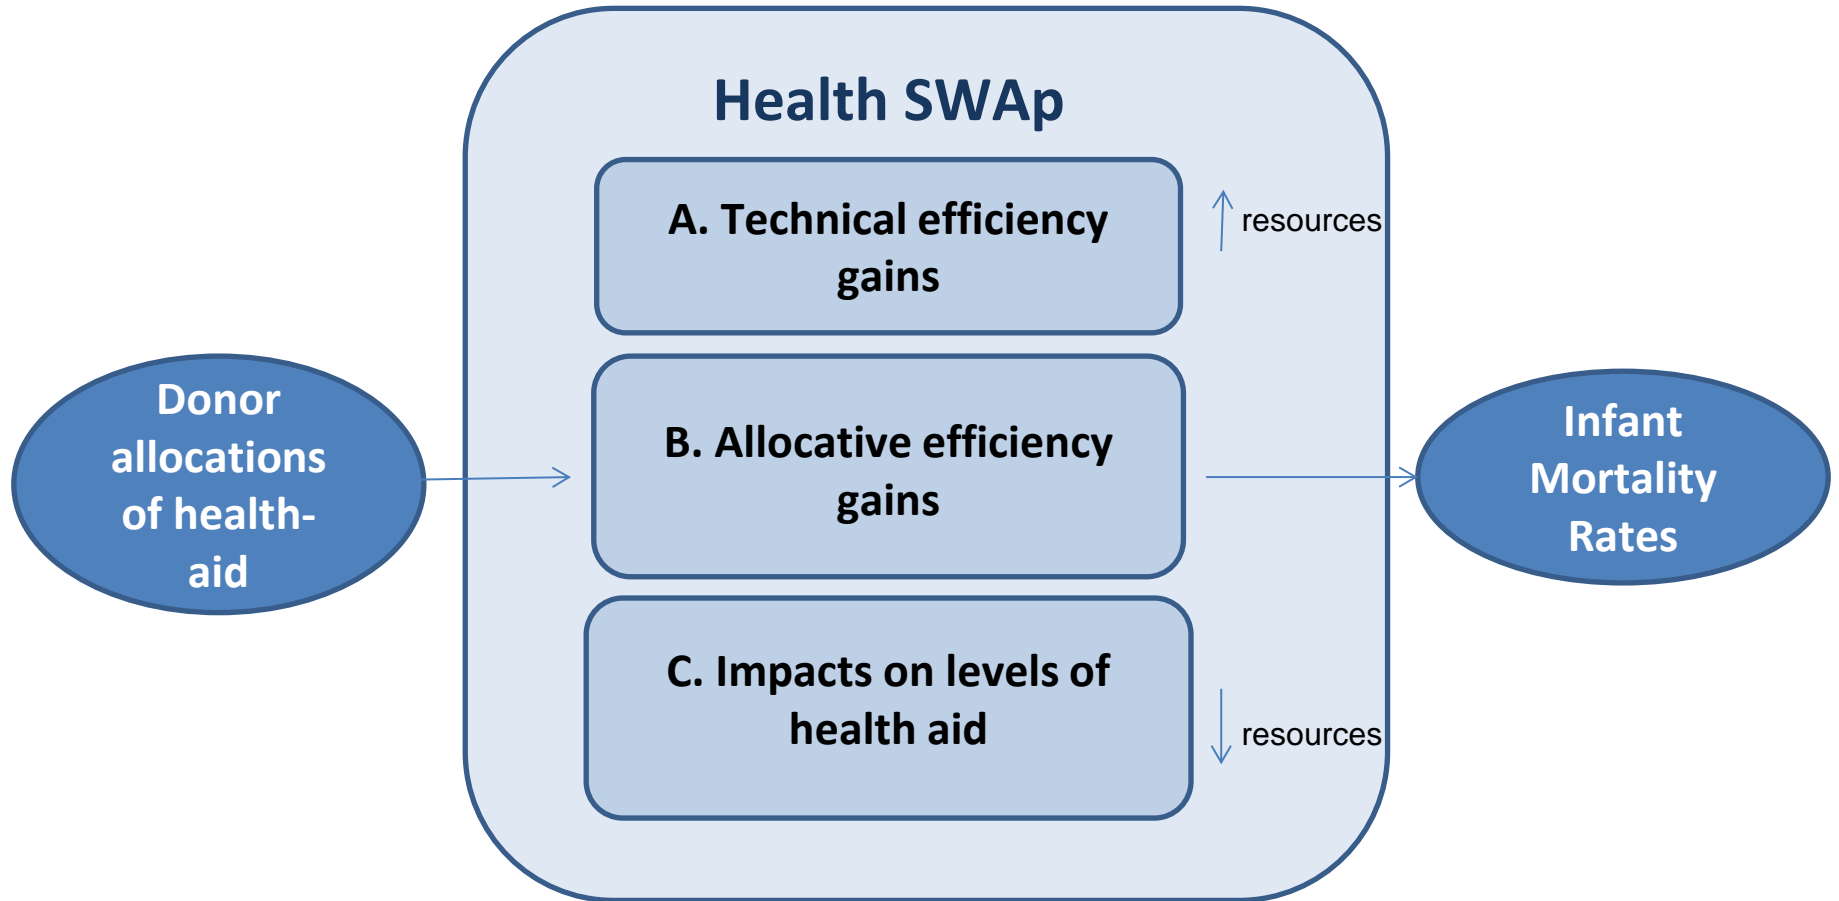 Health SWAp
A. Technical efficiency
gains
resources
Donor
allocations
of health-
aid
B. Allocative efficiency
gains
Infant
Mortality
Rates
C. Impacts on levels of
health aid
resources